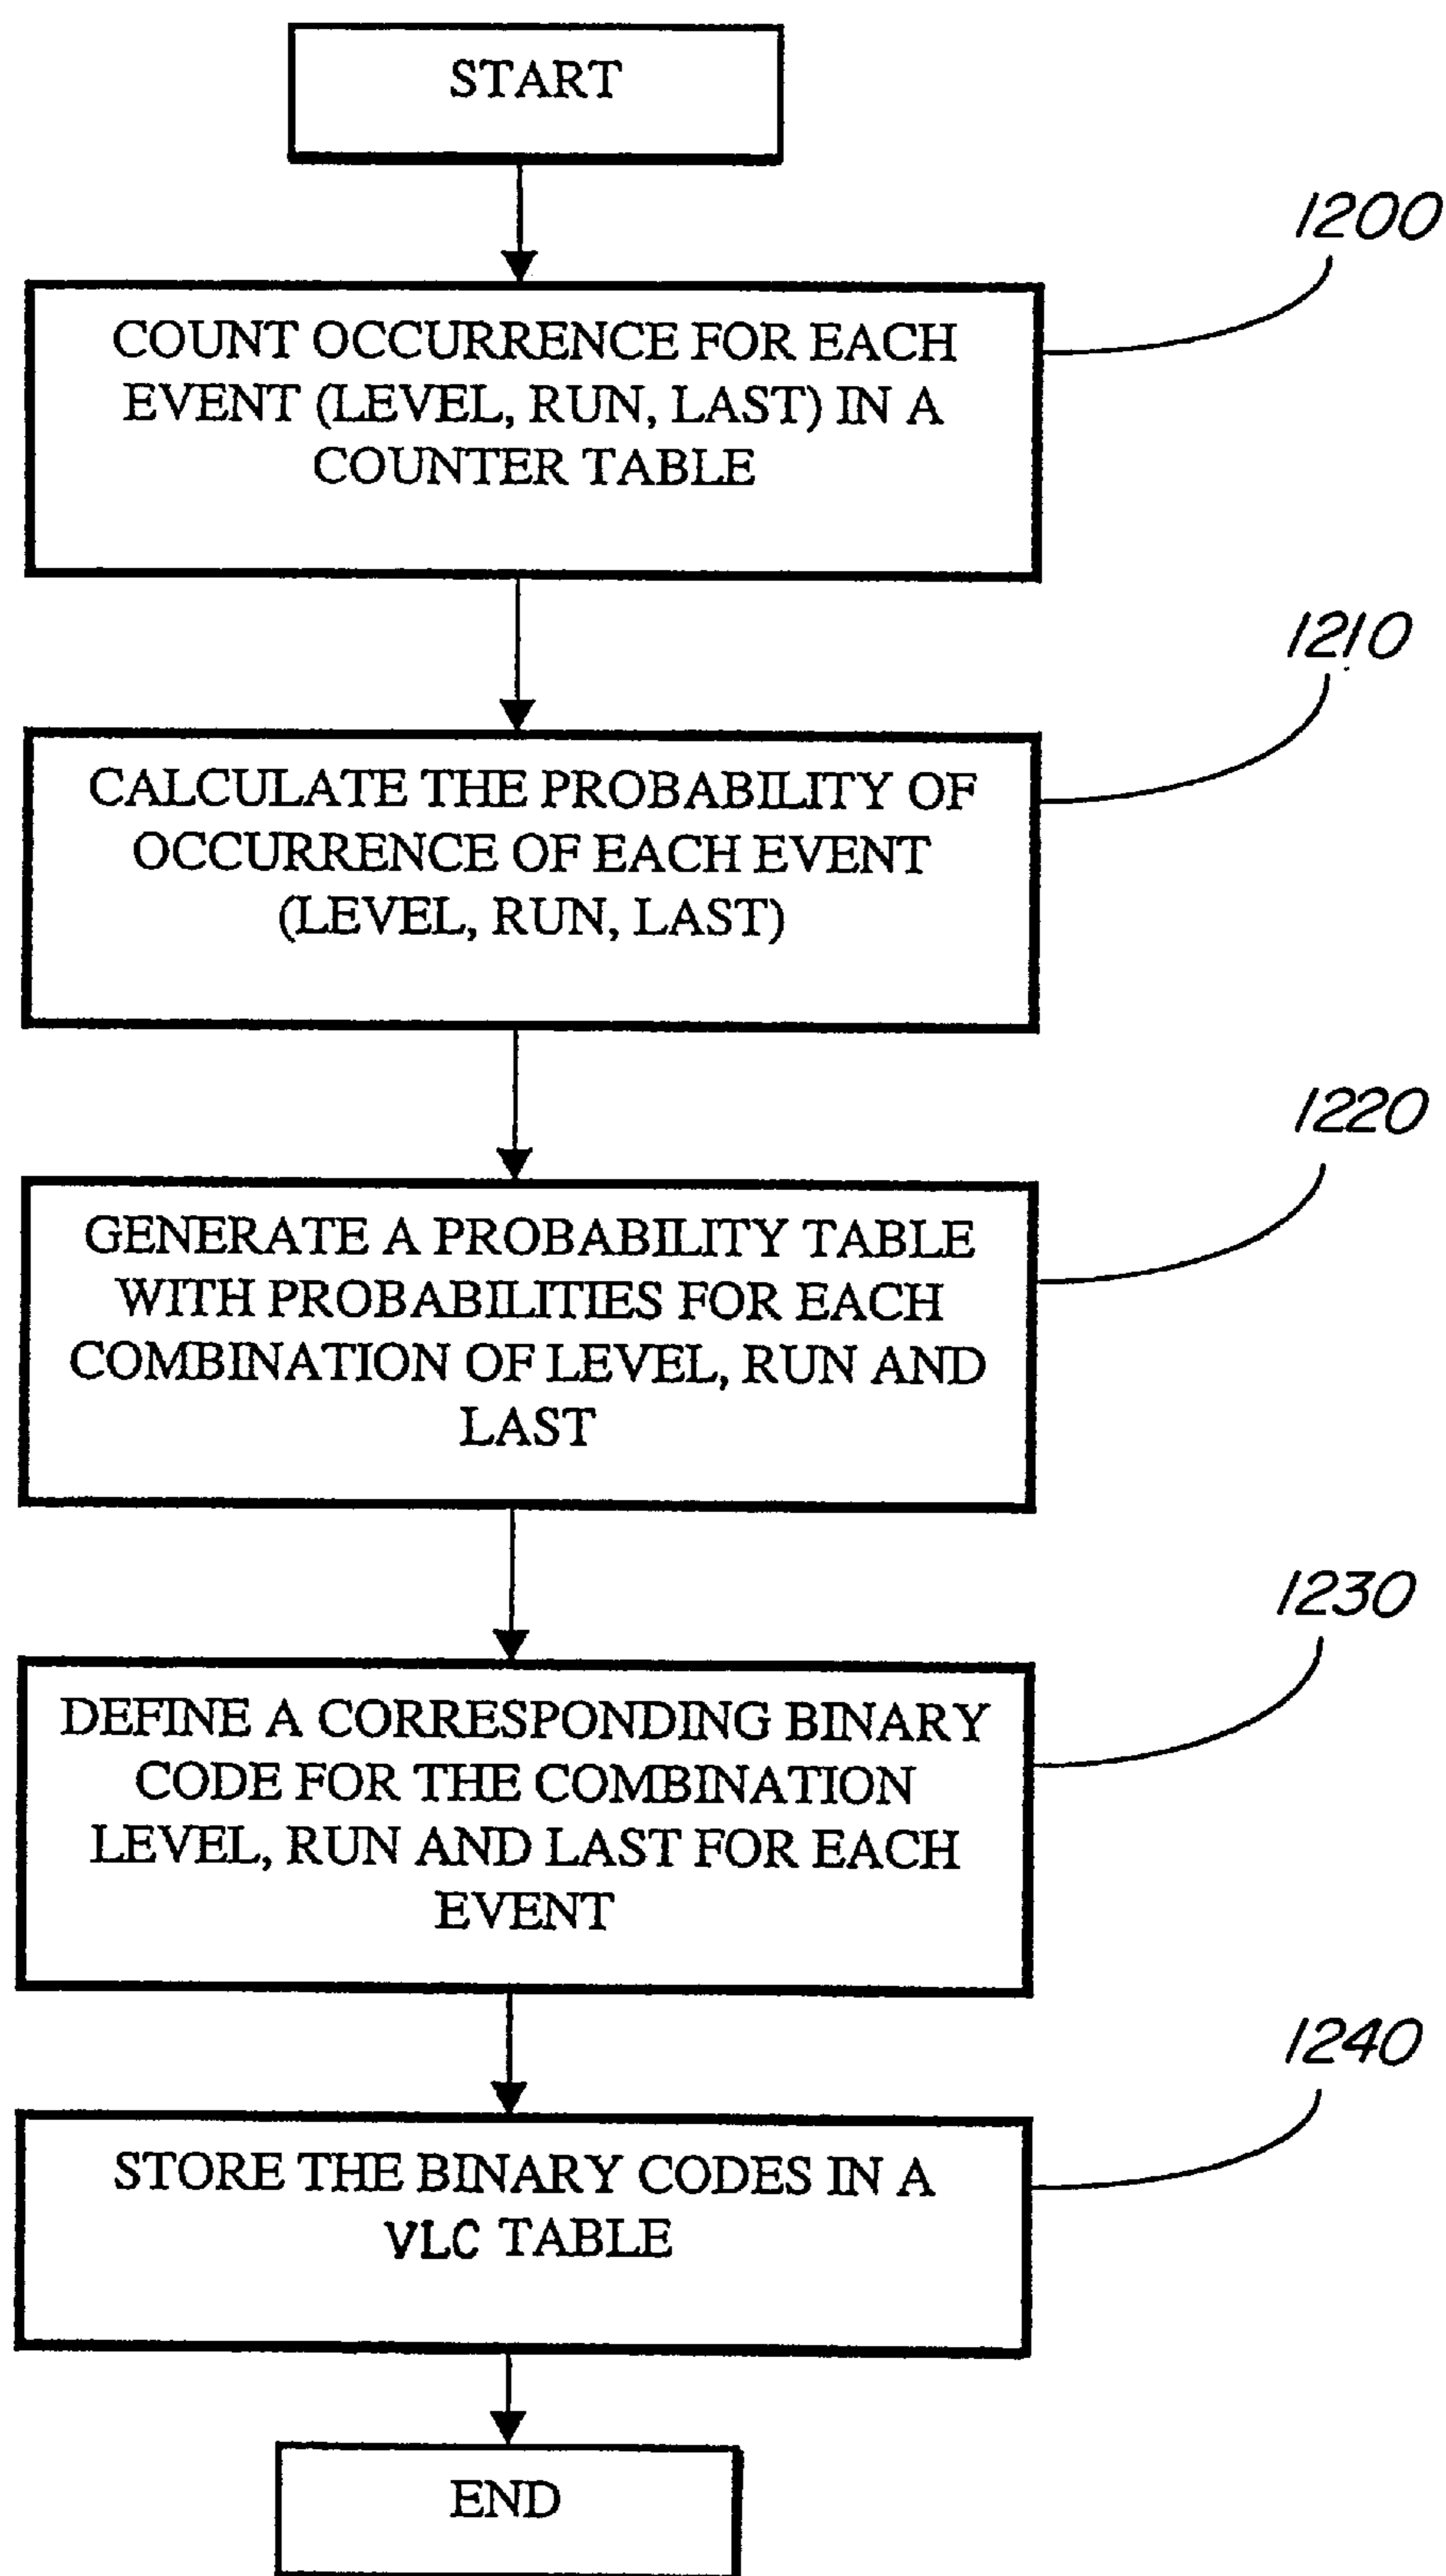 START
1200
COUNT OCCURRENCE FOR EACH
EVENT (LEVEL, RUN, LAST) IN A
COUNTER TABLE
1210
CALCULATE THE PROBABILITY OF
OCCURRENCE OF EACH EVENT
(LEVEL, RUN, LAST)
1220
GENERATE A PROBABILITY TABLE
WITH PROBABILITIES FOR EACH
COMBINATION OF LEVEL, RUN AND
LAST
1230
DEFINE A CORRESPONDING BINARY
CODE FOR THE COMBINATION
LEVEL, RUN AND LAST FOR EACH
EVENT
1240
STORE THE BINARY CODES IN A
VLC TABLE
END